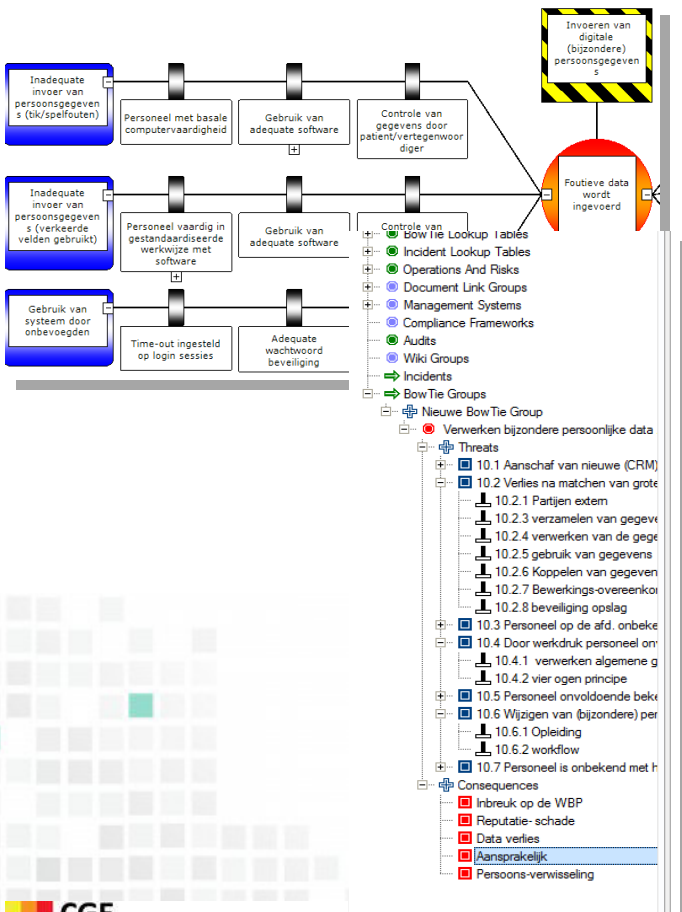 Invoeren van
digitale
(bijzondere)
persoonsgegeven
s
Inadequate
invoer van
persoonsgegeven
s (tik/spelfouten)
Personeel met basale
computervaardigheid
Gebruik van
adequate software
Controle van
gegevens door
patient/vertegenwoor
diger
Foutieve data
wordt
ingevoerd
Inadequate
invoer van
persoonsgegeven
s (verkeerde
velden gebruikt)
Personeel vaardig in
gestandaardiseerde
werkwijze met
software
Gebruik van
adequate software
Controle van
Gebruik van
systeem door
onbevoegden
Time-out ingesteld
op login sessies
Adequate
wachtwoord
beveiliging
BowTie Lookup Tables
Incident Lookup Tables
Operations And Risks
Document Link Groups
Management Systems
Compliance Frameworks
Audits
Wiki Groups
Incidents
BowTie Groups
Nieuwe BowTie Group
Verwerken bijzondere persoonlijke data
Threats
10.1 Aanschaf van nieuwe (CRM)
10.2 Verlies na matchen van grote
10.2.1 Partijen extern
10.2.3 verzamelen van gegeve
10.2.4 verwerken van de gege
10.2.5 gebruik van gegevens
10.2.6 Koppelen van gegeven
10.2.7 Bewerkings-overeenko
10.2.8 beveiliging opslag
10.3 Personeel op de afd. onbeke
10.4 Door werkdruk personeel on
10.4.1 verwerken algemene g
10.4.2 vier ogen principe
10.5 Personeel onvoldoende beke
10.6 Wijzigen van (bijzondere) per
10.6.1 Opleiding
10.6.2 workflow
10.7 Personeel is onbekend met h
Consequences
Inbreuk op de WBP
Reputatie- schade
Data verlies
Aansprakelijk
Persoons-verwisseling
CGE